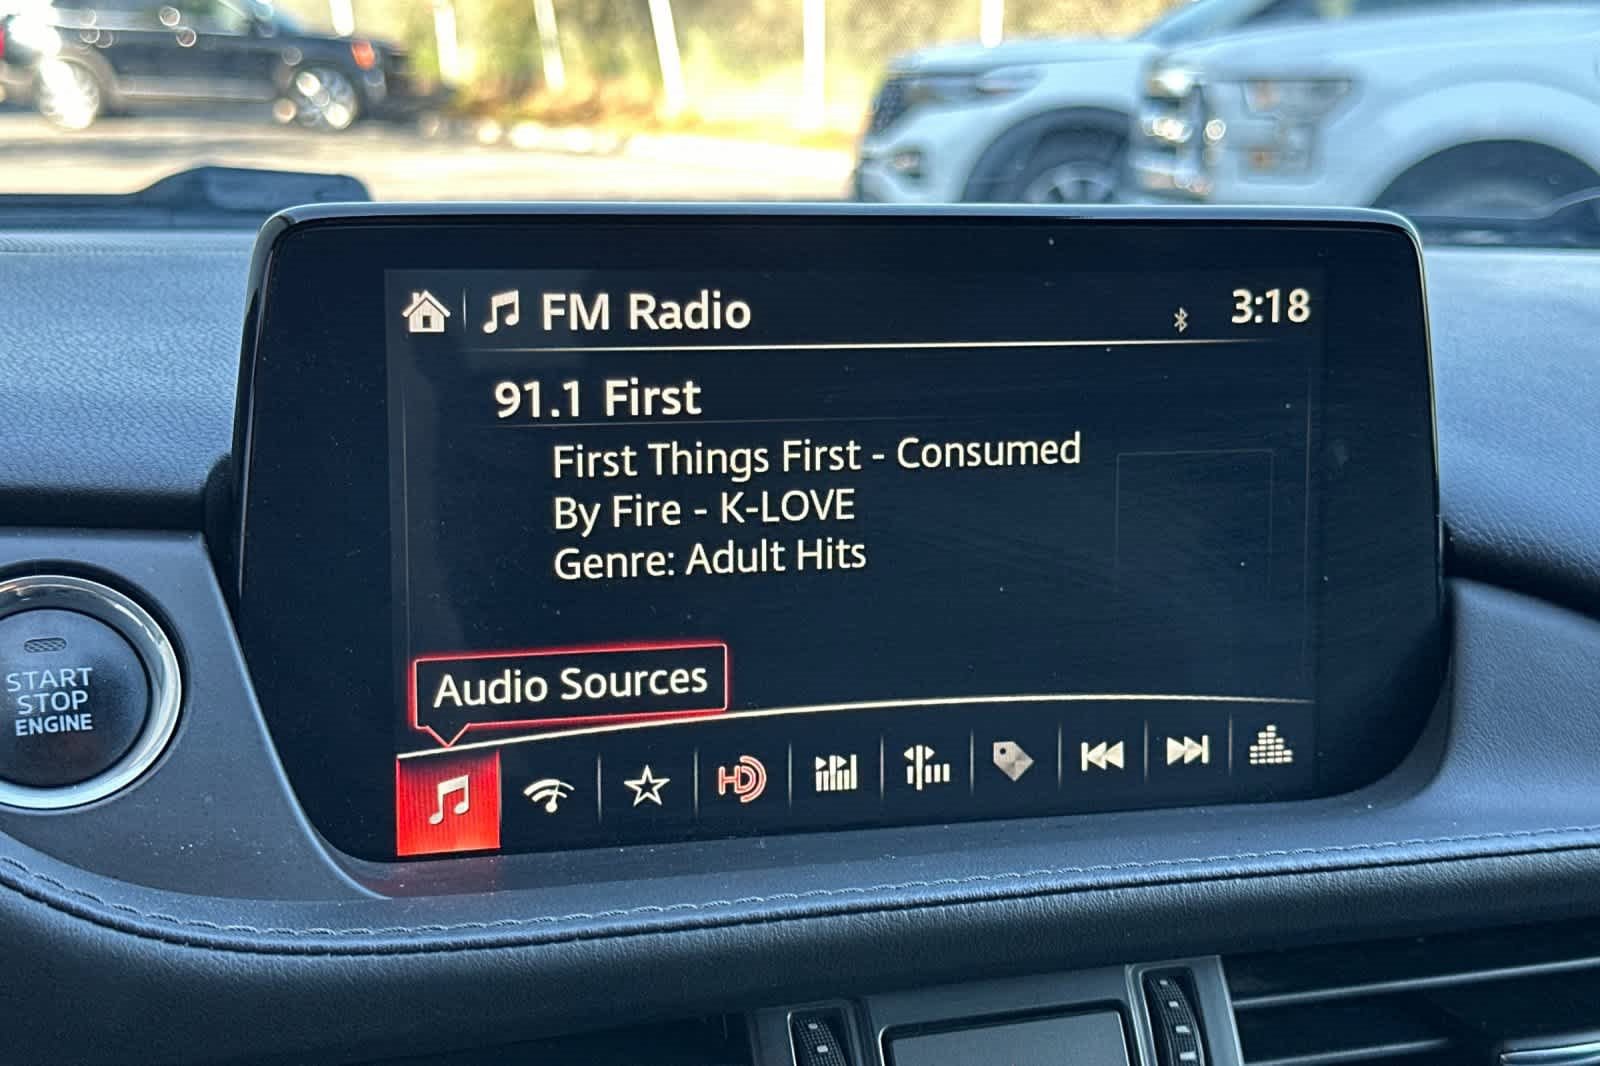 FM Radio
3:18
91.1 First
First Things First - Consumed
By Fire - K-LOVE
Genre: Adult Hits
Audio Sources
HD
START
STOP
ENGINE